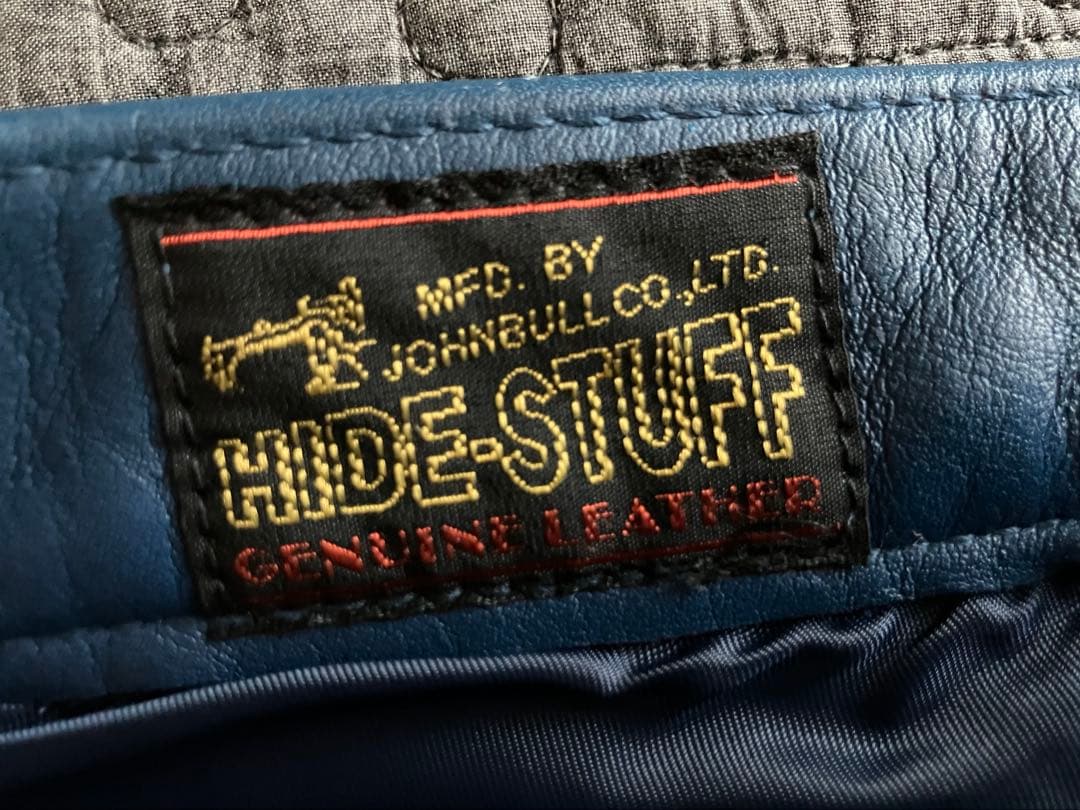 MFD. BY
JOHNBULL CO.,LTD.
HIDE-STUFF
GENUINE LEATHER